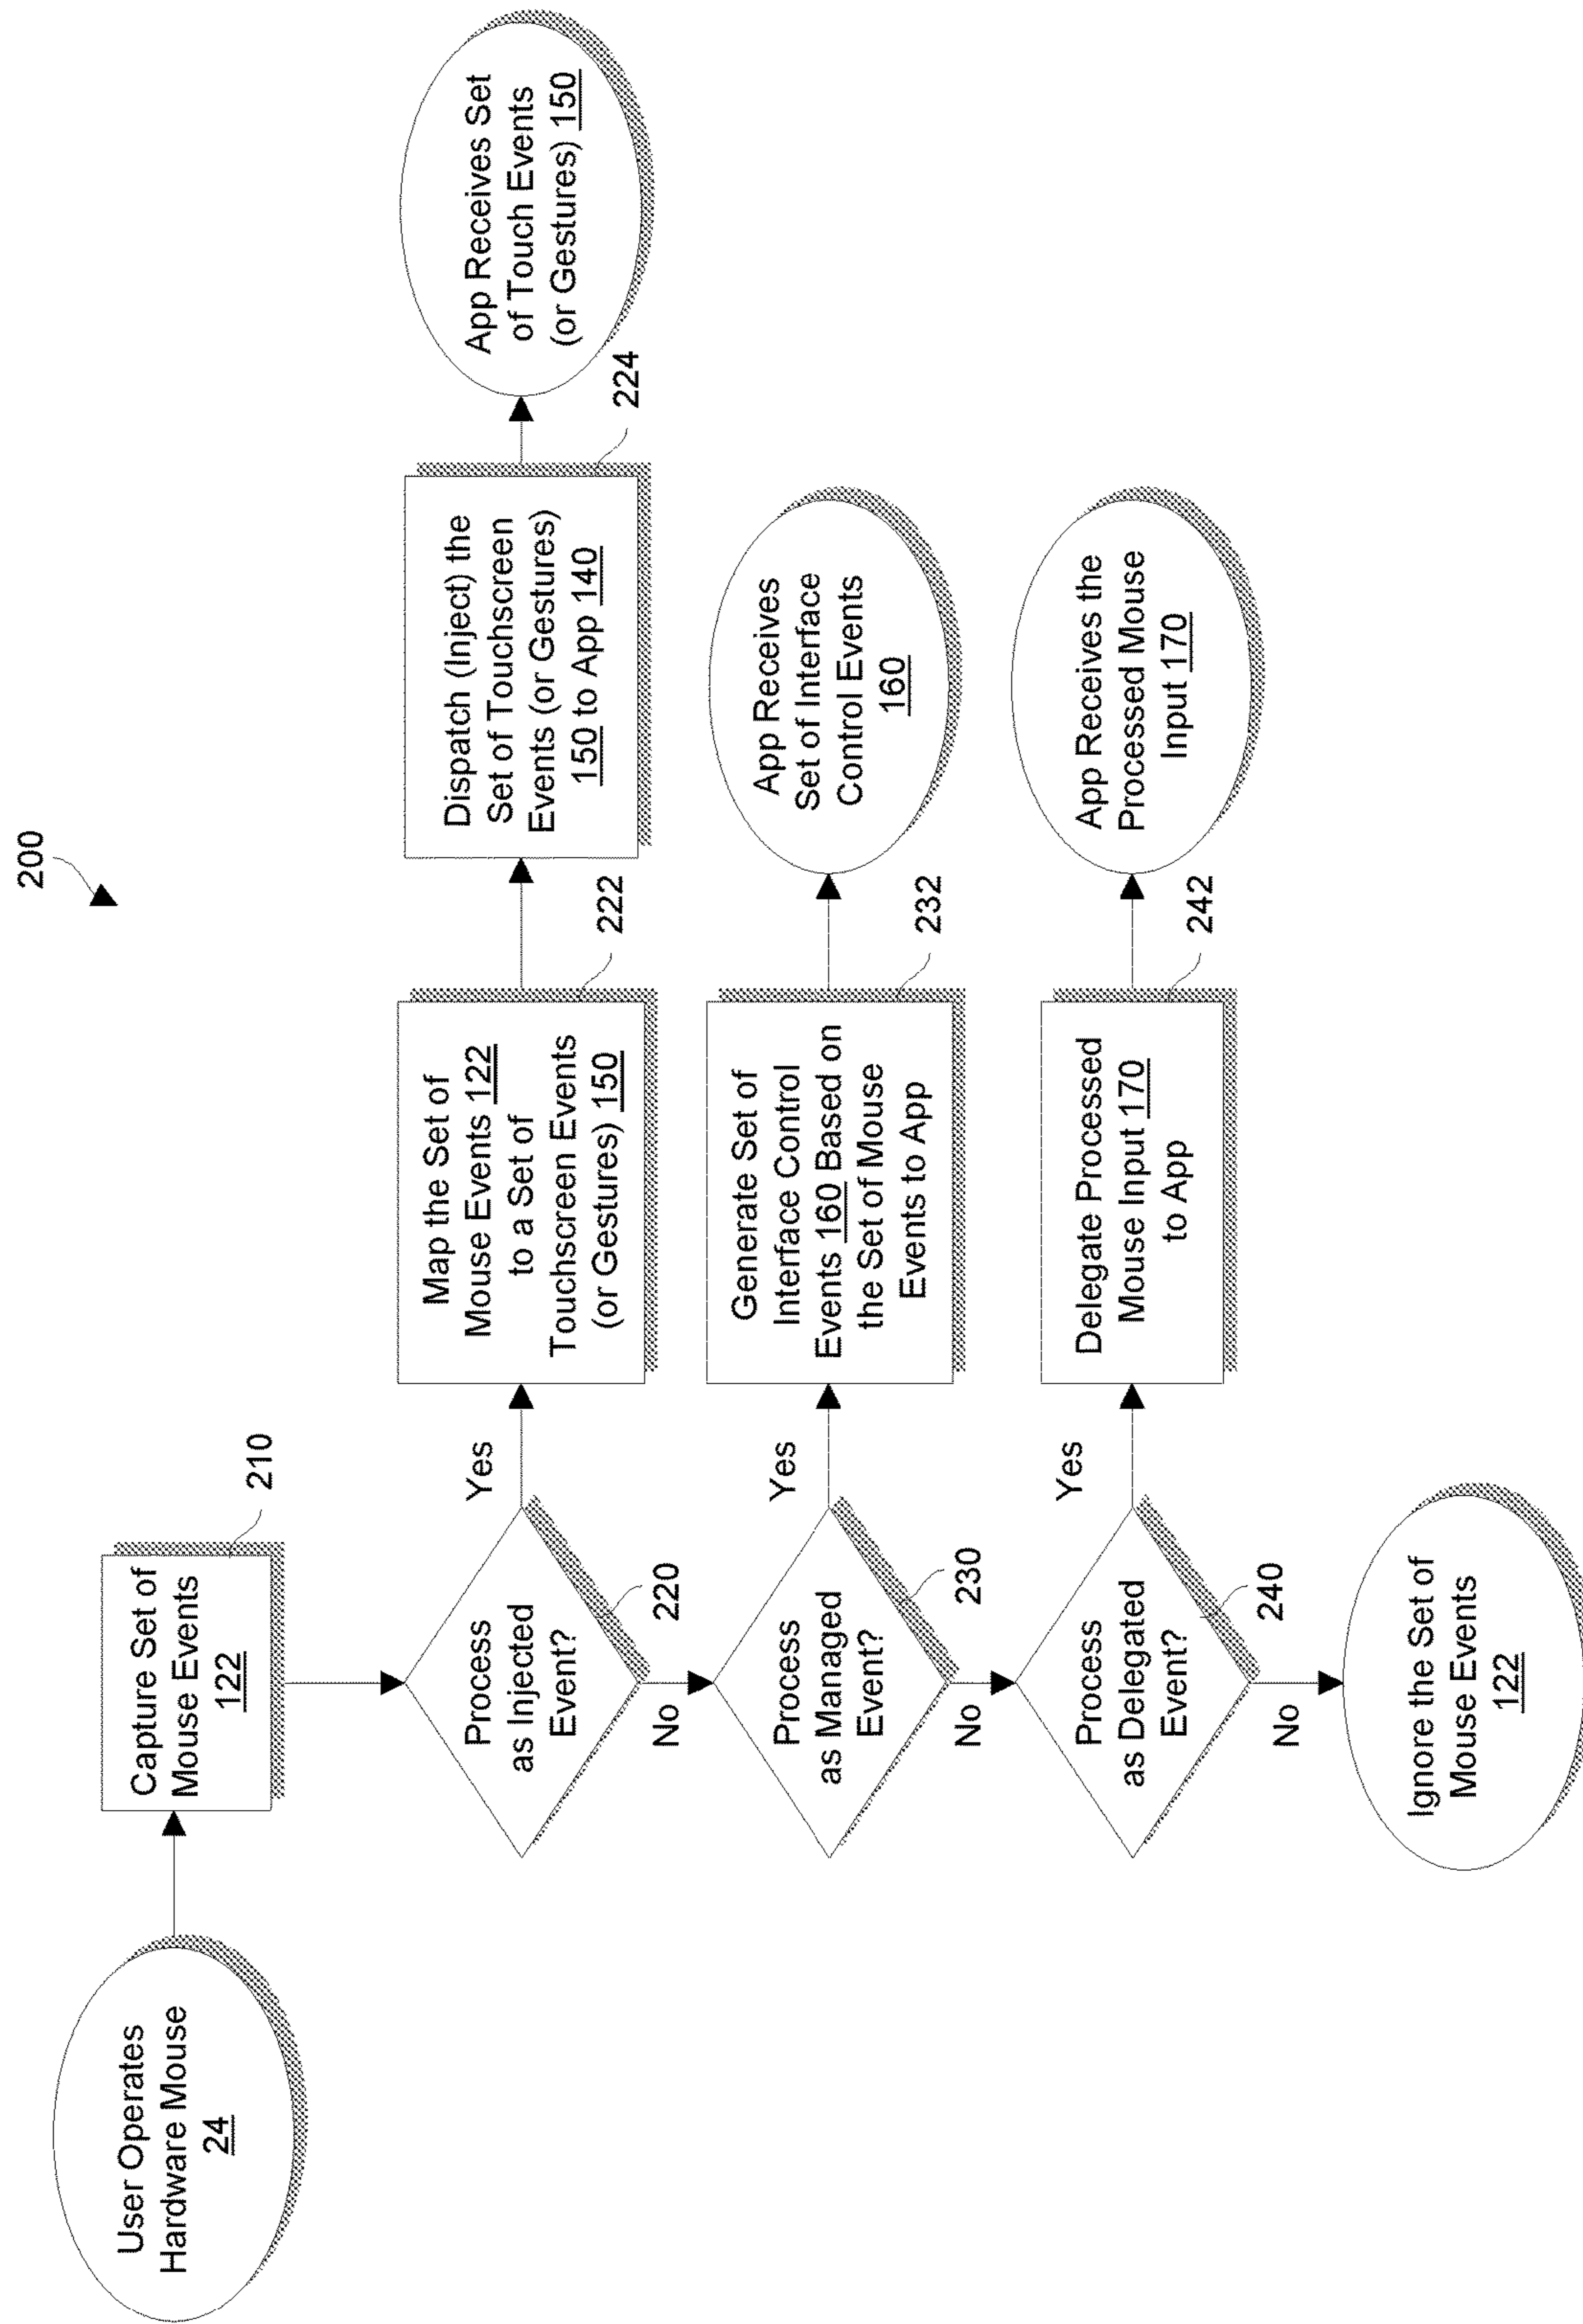 200
User Operates
Hardware Mouse
24
Capture Set of
Mouse Events
122
210
Process
as Injected
Event?
220
Yes
No
Map the Set of
Mouse Events 122
to a Set of
Touchscreen Events
(or Gestures) 150
222
Dispatch (Inject) the
Set of Touchscreen
Events (or Gestures)
150 to App 140
224
App Receives Set
of Touch Events
(or Gestures) 150
Process
as Managed
Event?
230
Yes
No
Generate Set of
Interface Control
Events 160 Based on
the Set of Mouse
Events to App
232
App Receives
Set of Interface
Control Events
160
Process
as Delegated
Event?
240
Yes
No
Delegate Processed
Mouse Input 170
to App
242
App Receives the
Processed Mouse
Input 170
Ignore the Set of
Mouse Events
122